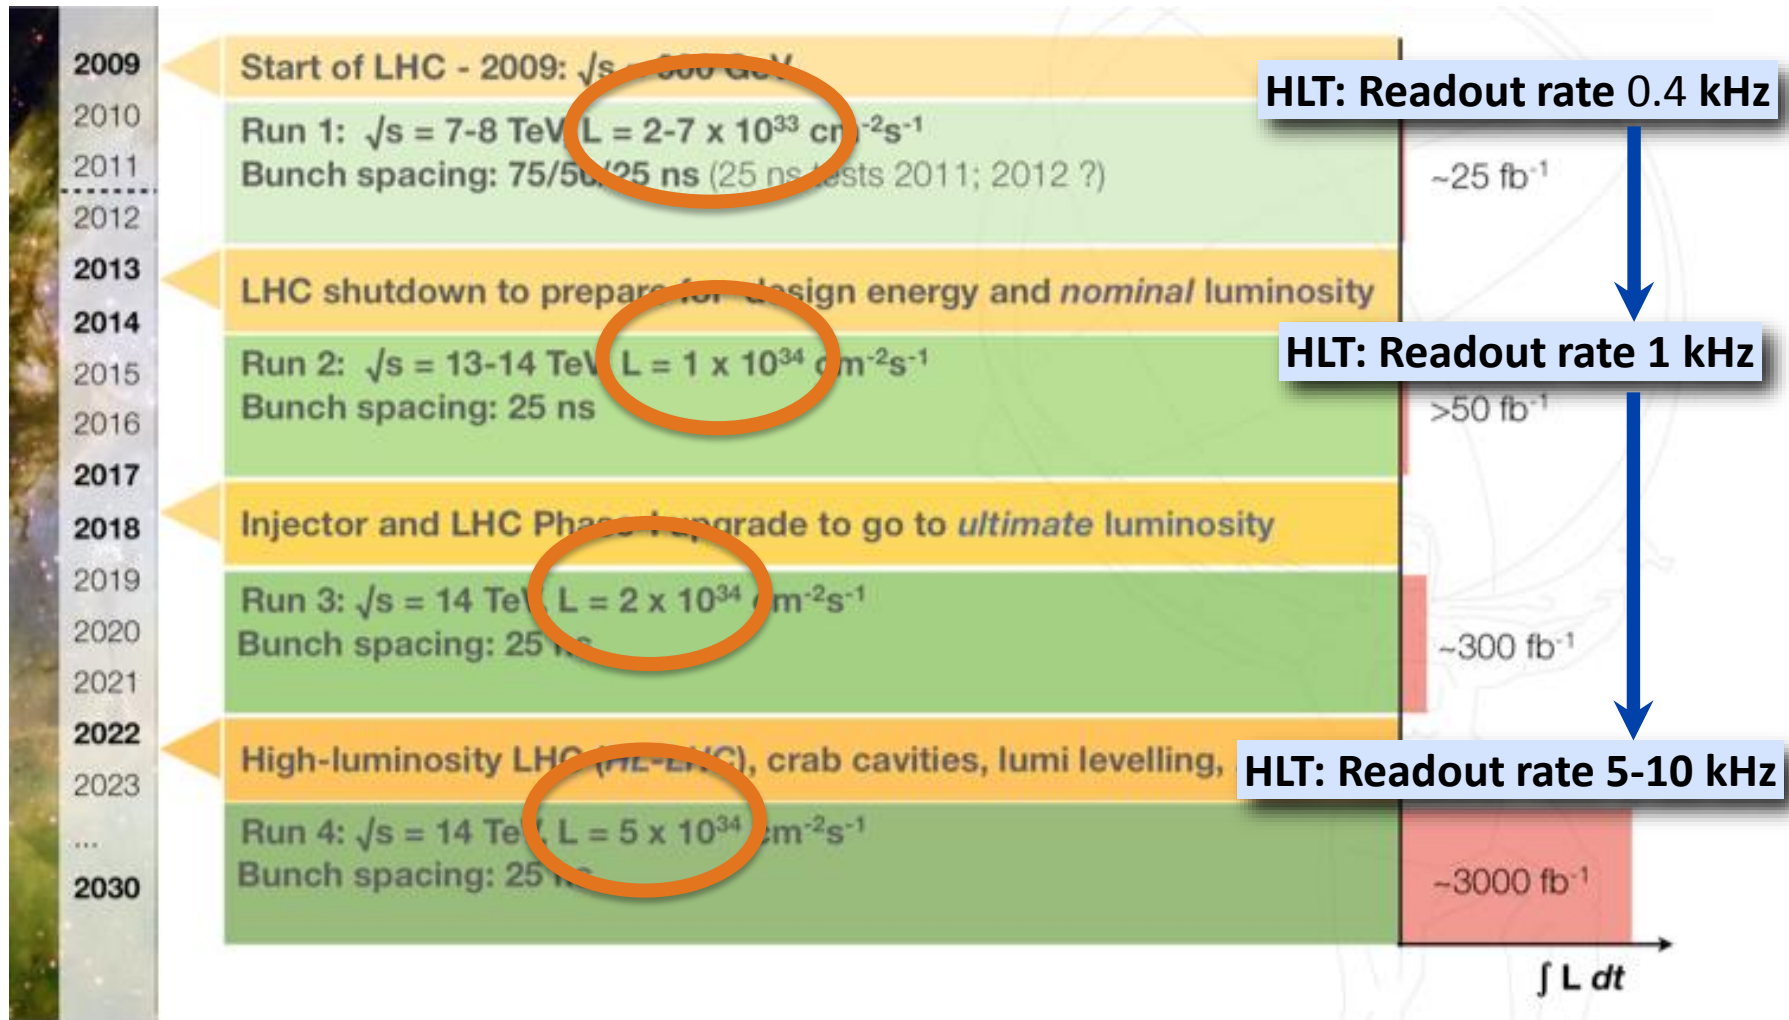 2009
2010
2011
2012
2013
2014
2015
2016
2017
2018
2019
2020
2021
2022
2023
...
2030
Start of LHC - 2009: √s GeV
Run 1: √s = 7-8 TeV L = 2-7 x 10³³ cm⁻²s⁻¹
Bunch spacing: 75/50/25 ns (25 ns tests 2011; 2012 ?)
LHC shutdown to prepare for design energy and nominal luminosity
Run 2: √s = 13-14 TeV L = 1 x 10³⁴ cm⁻²s⁻¹
Bunch spacing: 25 ns
Injector and LHC Phase-I upgrade to go to ultimate luminosity
Run 3: √s = 14 TeV L = 2 x 10³⁴ cm⁻²s⁻¹
Bunch spacing: 25 ns
High-luminosity LHC (HL-LHC), crab cavities, lumi levelling,
Run 4: √s = 14 TeV L = 5 x 10³⁴ cm⁻²s⁻¹
Bunch spacing: 25 ns
HLT: Readout rate 0.4 kHz
~25 fb⁻¹
HLT: Readout rate 1 kHz
>50 fb⁻¹
~300 fb⁻¹
HLT: Readout rate 5-10 kHz
~3000 fb⁻¹
∫ L dt